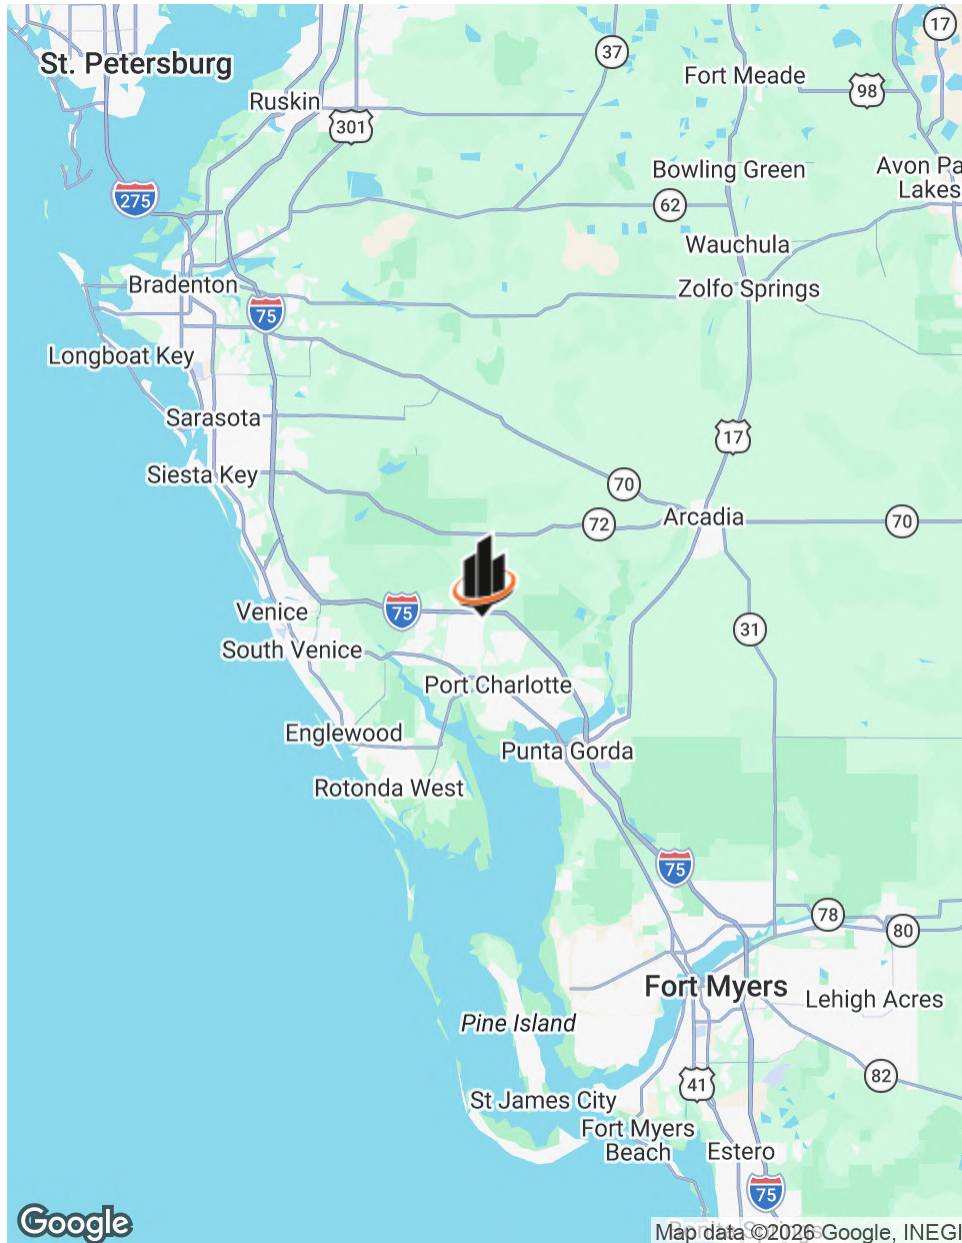 17
37
St. Petersburg
Fort Meade
98
Ruskin
301
Bowling Green
Avon Pa
Lakes
275
62
Wauchula
Bradenton
Zolfo Springs
75
Longboat Key
Sarasota
17
Siesta Key
70
72
Arcadia
70
75
Venice
31
South Venice
Port Charlotte
Englewood
Punta Gorda
Rotonda West
75
78
80
Fort Myers
Lehigh Acres
Pine Island
82
41
St James City
Fort Myers
Beach
Estero
75
Google
Bonita Springs
Map data ©2026 Google, INEGI